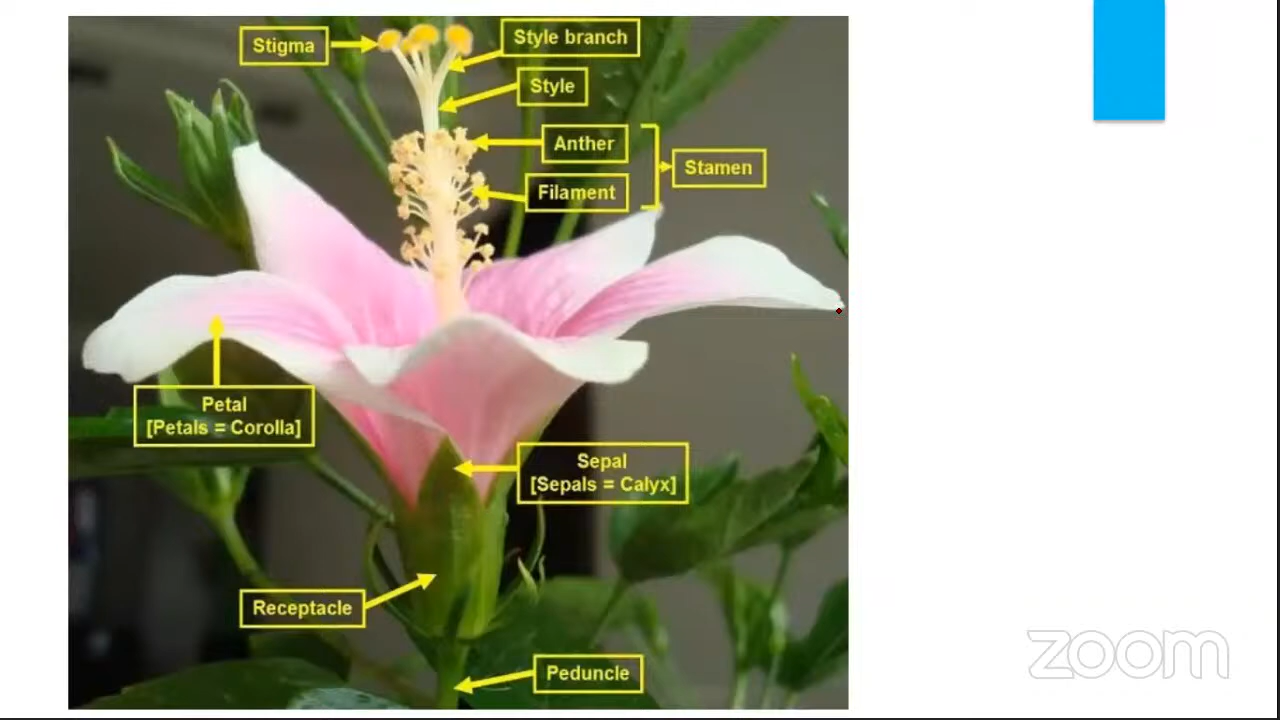 Stigma
Style branch
Style
Anther
Stamen
Filament
Petal
[Petals = Corolla]
Sepal
[Sepals = Calyx]
Receptacle
Peduncle
zoom